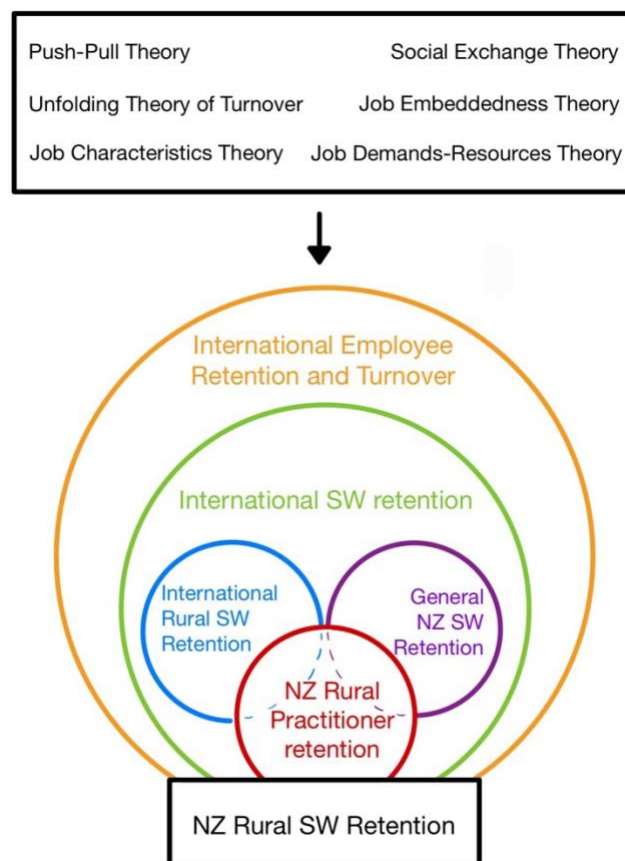 Push-Pull Theory
Social Exchange Theory
Unfolding Theory of Turnover
Job Embeddedness Theory
Job Characteristics Theory
Job Demands-Resources Theory
International Employee
Retention and Turnover
International SW retention
International
Rural SW
Retention
General
NZ SW
Retention
NZ Rural
Practitioner
retention
NZ Rural SW Retention